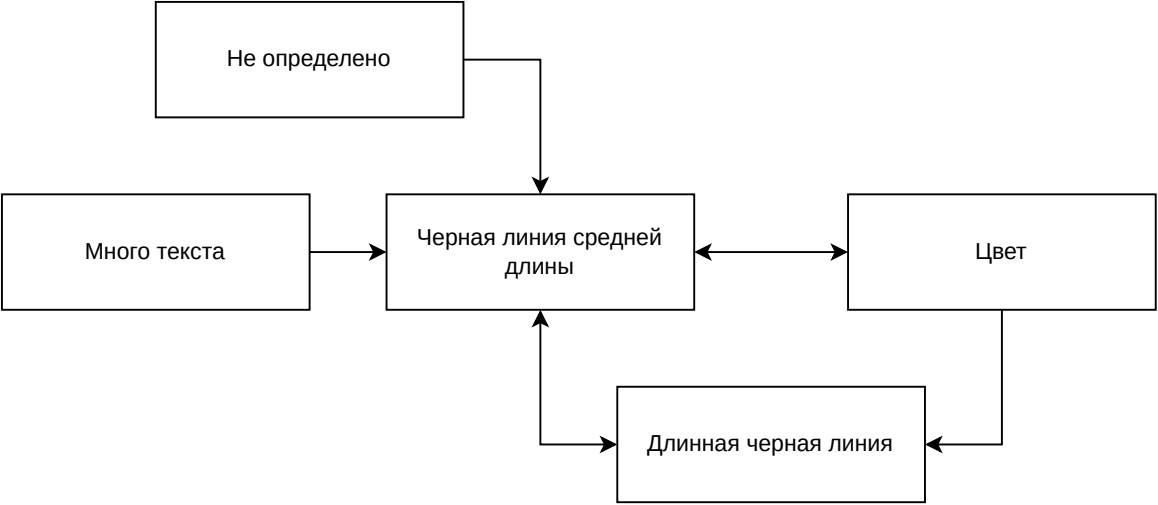 Не определено
Много текста
Черная линия средней
длины
Цвет
Длинная черная линия